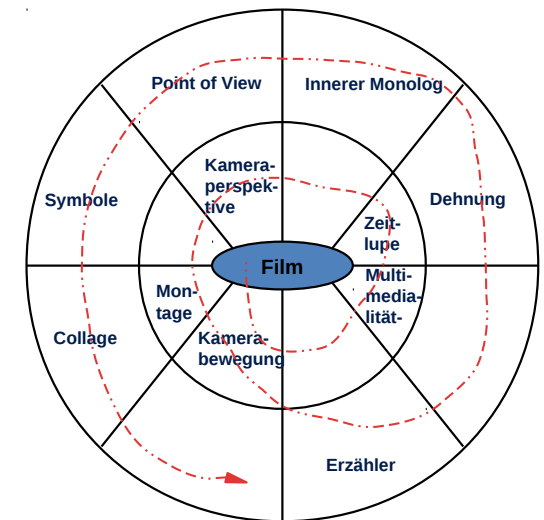 Point of View
Innerer Monolog
Kamera-
perspek-
tive
Symbole
Dehnung
Zeit-
lupe
Film
Multi-
media-
lität-
Mon-
tage
Collage
Kamera-
bewegung
Erzähler